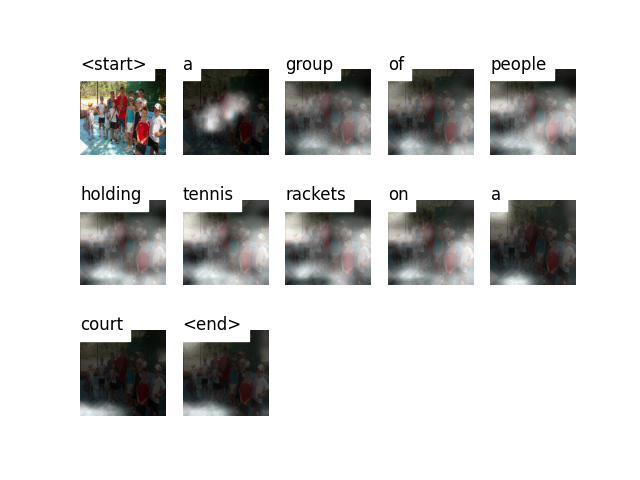 <start> a group of people
holding tennis rackets on a
court <end>